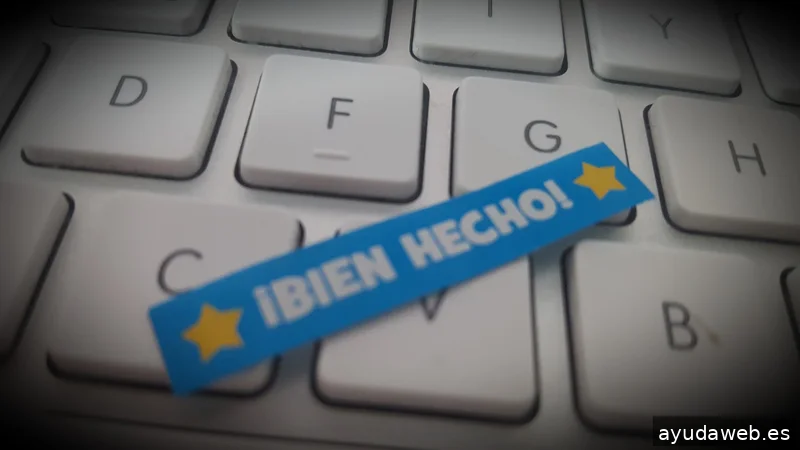 T Y
D F G H
¡BIEN HECHO!
C V B
ayudaweb.es